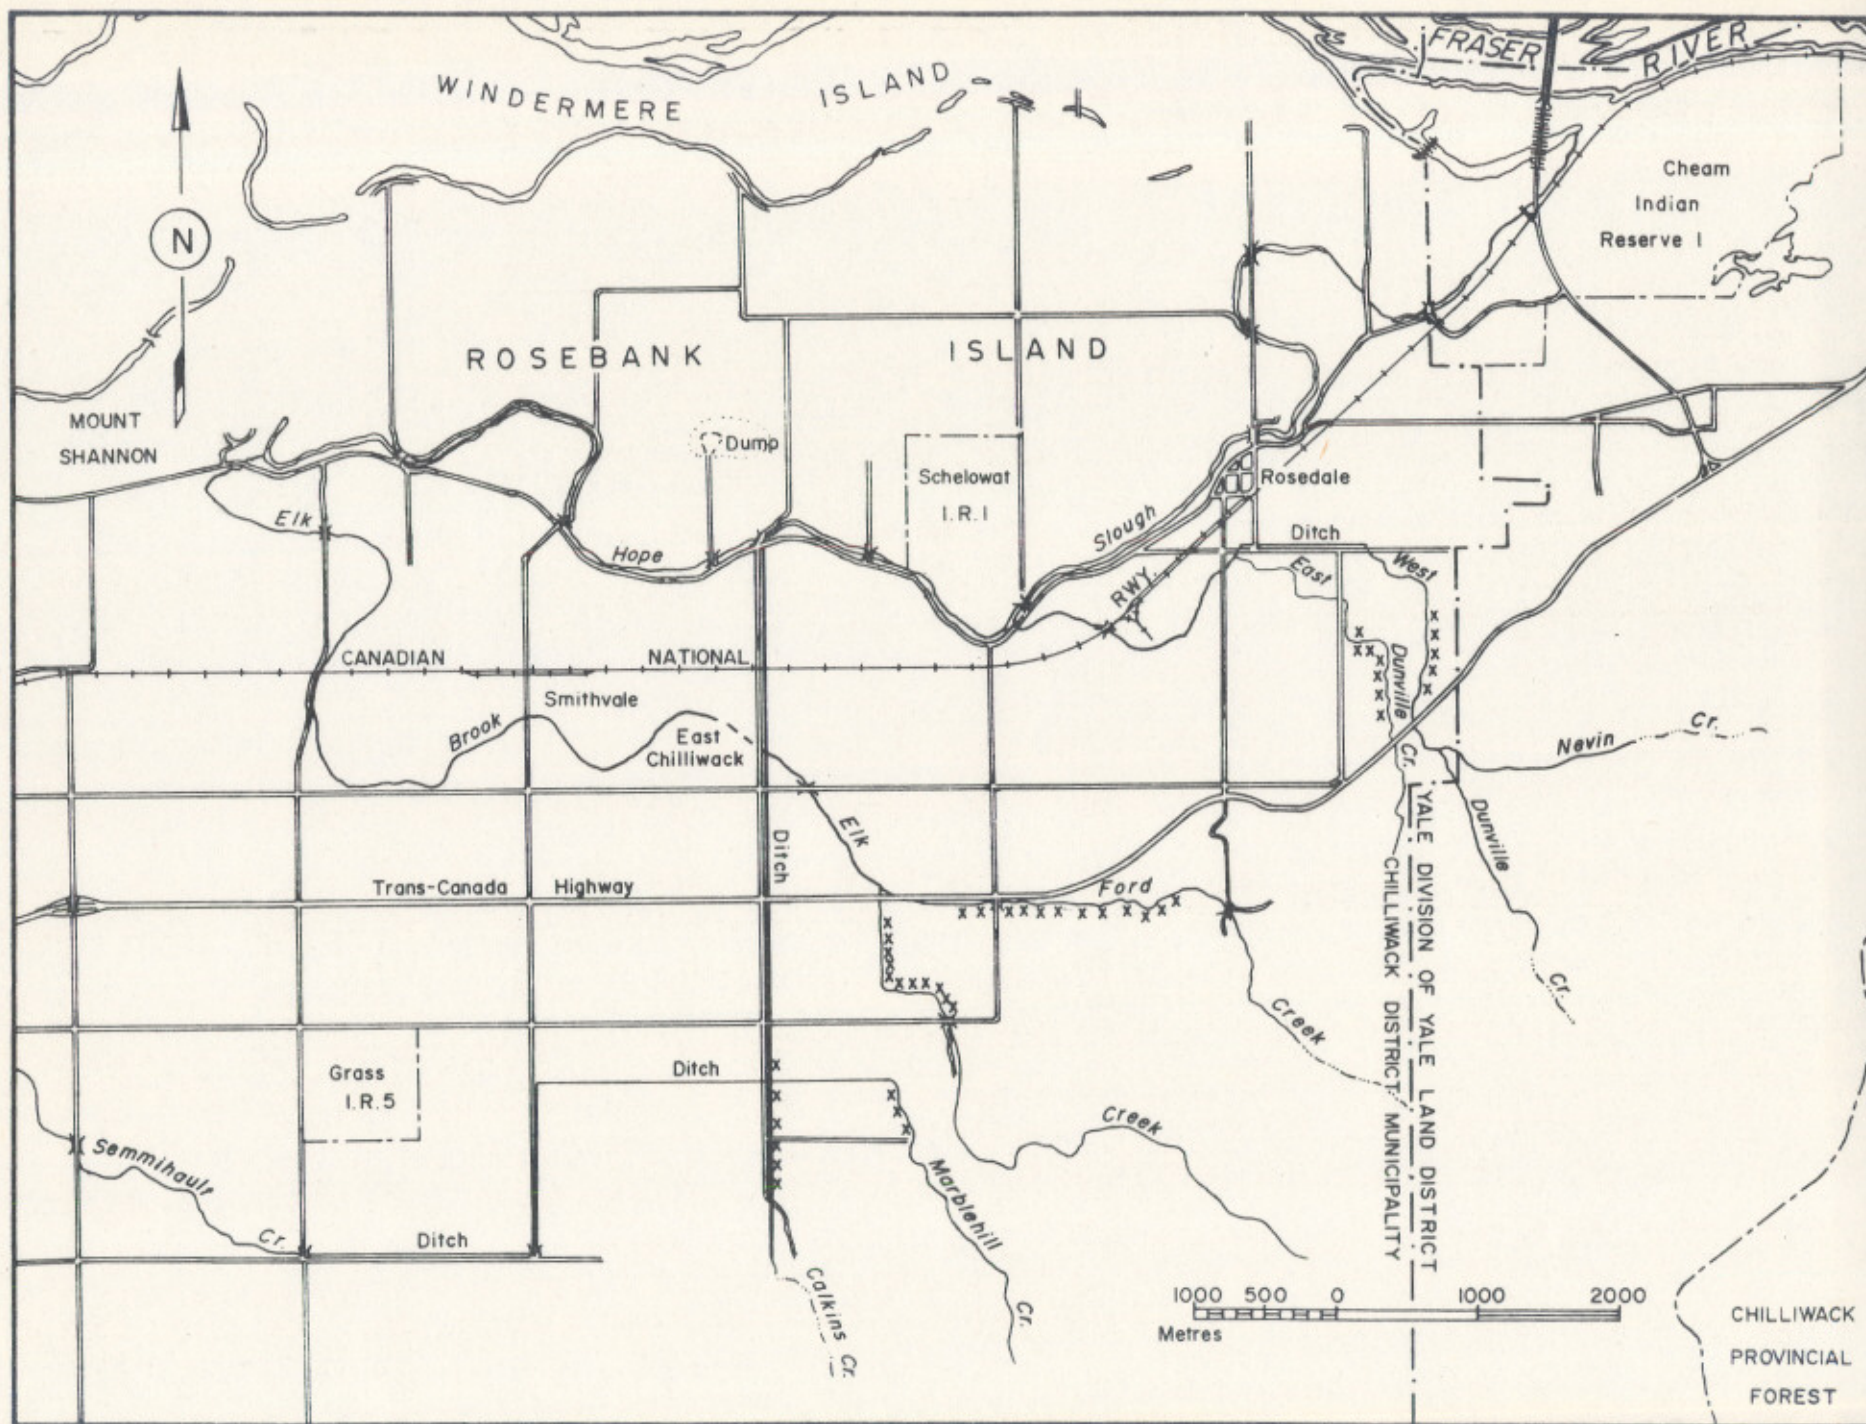 FRASER
RIVER
WINDERMERE
ISLAND
Cheam
Indian
Reserve 1
N
ROSEBANK
ISLAND
MOUNT
SHANNON
Dump
Schelowat
I.R.1
Rosedale
Elk
Hope
Slough
Ditch
East
West
RWY.
CANADIAN
NATIONAL
Dunville
Cr.
Smithvale
Brook
East
Chilliwack
Nevin
Cr.
Elk
Ditch
Dunville
Cr.
Trans-Canada
Highway
Ford
Creek
YALE DIVISION OF YALE LAND DISTRICT
CHILLIWACK DISTRICT MUNICIPALITY
Grass
I.R.5
Ditch
Creek
Semmihault
Cr.
Ditch
Marblehill
Cr.
Calkins Cr.
1000 500 0 1000 2000
Metres
CHILLIWACK
PROVINCIAL
FOREST